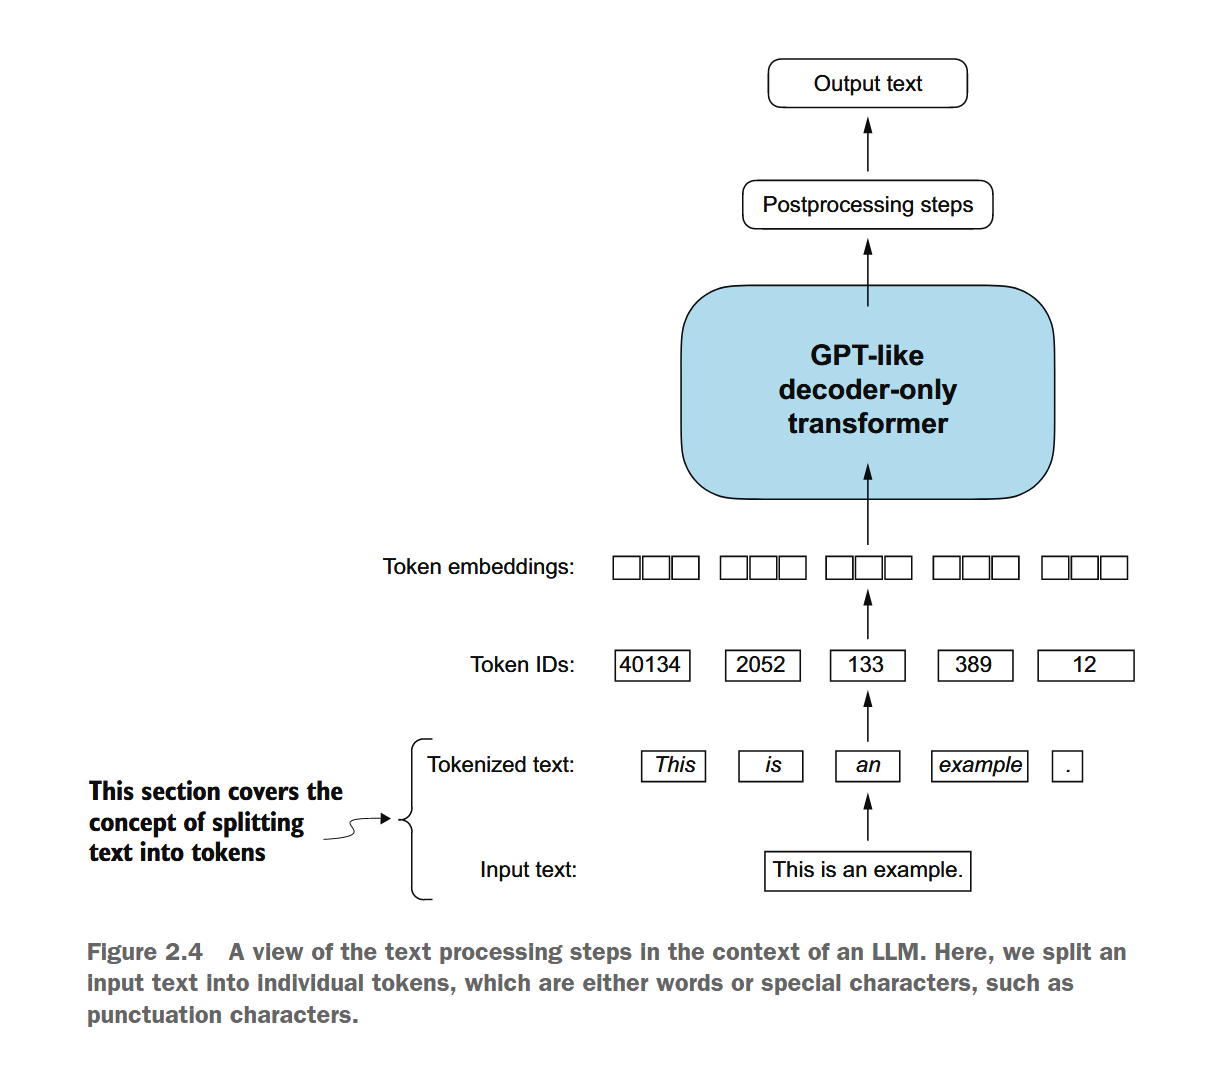 Output text
Postprocessing steps
GPT-like
decoder-only
transformer
Token embeddings:
Token IDs: 40134 2052 133 389 12
Tokenized text: This is an example .
This section covers the
concept of splitting
text into tokens
Input text: This is an example.
Figure 2.4 A view of the text processing steps in the context of an LLM. Here, we split an
input text into individual tokens, which are either words or special characters, such as
punctuation characters.